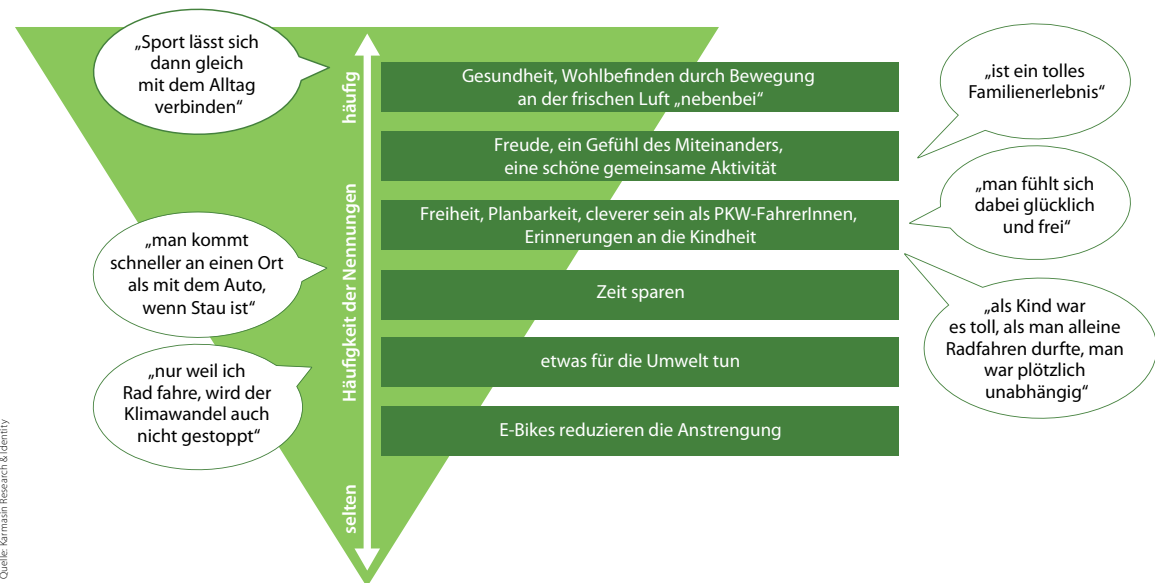 „Sport lässt sich
dann gleich
mit dem Alltag
verbinden“
häufig
Gesundheit, Wohlbefinden durch Bewegung
an der frischen Luft „nebenbei“
„ist ein tolles
Familienerlebnis“
Freude, ein Gefühl des Miteinanders,
eine schöne gemeinsame Aktivität
„man fühlt sich
dabei glücklich
und frei“
Freiheit, Planbarkeit, cleverer sein als PKW-FahrerInnen,
Erinnerungen an die Kindheit
„man kommt
schneller an einen Ort
als mit dem Auto,
wenn Stau ist“
Häufigkeit der Nennungen
Zeit sparen
„als Kind war
es toll, als man alleine
Radfahren durfte, man
war plötzlich
unabhängig“
etwas für die Umwelt tun
„nur weil ich
Rad fahre, wird der
Klimawandel auch
nicht gestoppt“
E-Bikes reduzieren die Anstrengung
selten
Quelle: Karmasin Research & Identity